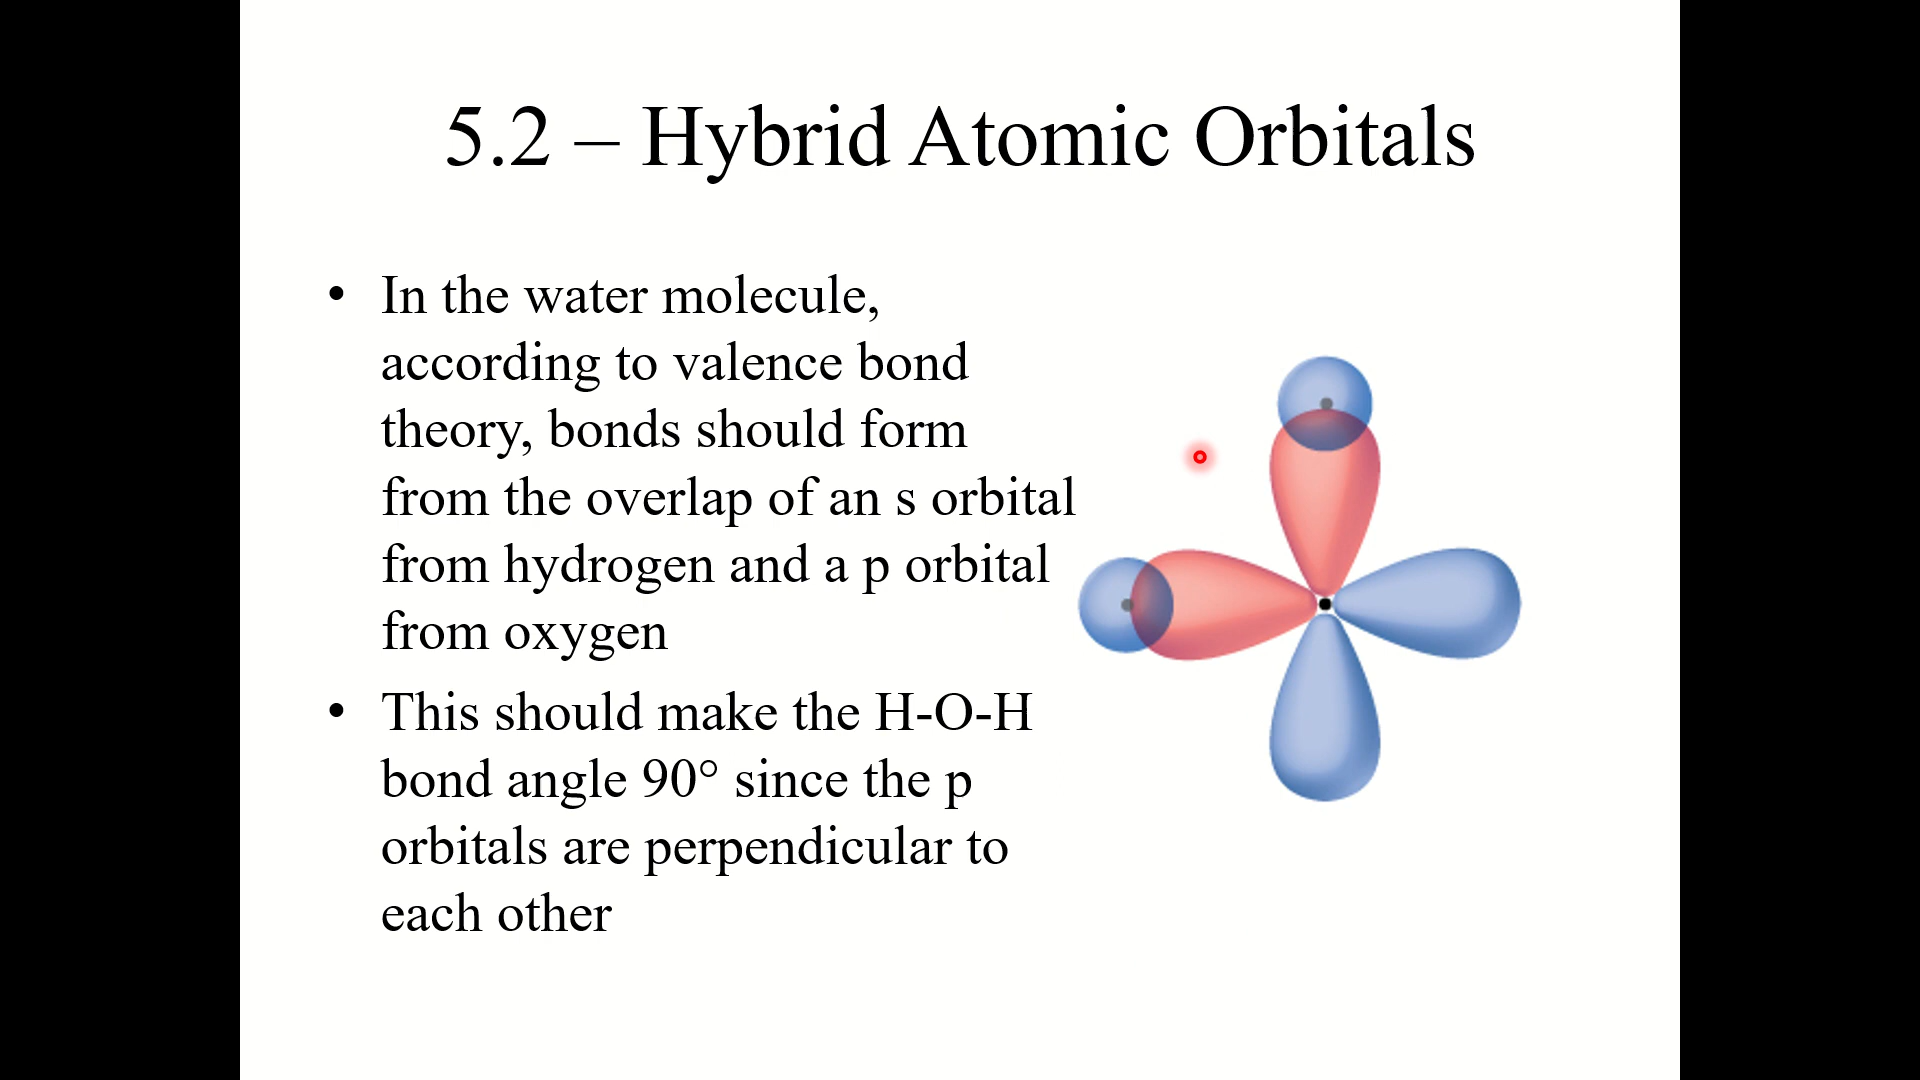 5.2 – Hybrid Atomic Orbitals
• In the water molecule,
according to valence bond
theory, bonds should form
from the overlap of an s orbital
from hydrogen and a p orbital
from oxygen
• This should make the H-O-H
bond angle 90° since the p
orbitals are perpendicular to
each other